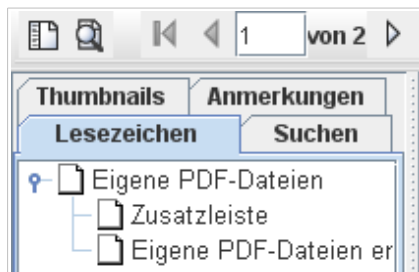 1 von 2
Thumbnails Anmerkungen
Lesezeichen Suchen
Eigene PDF-Dateien
Zusatzleiste
Eigene PDF-Dateien er